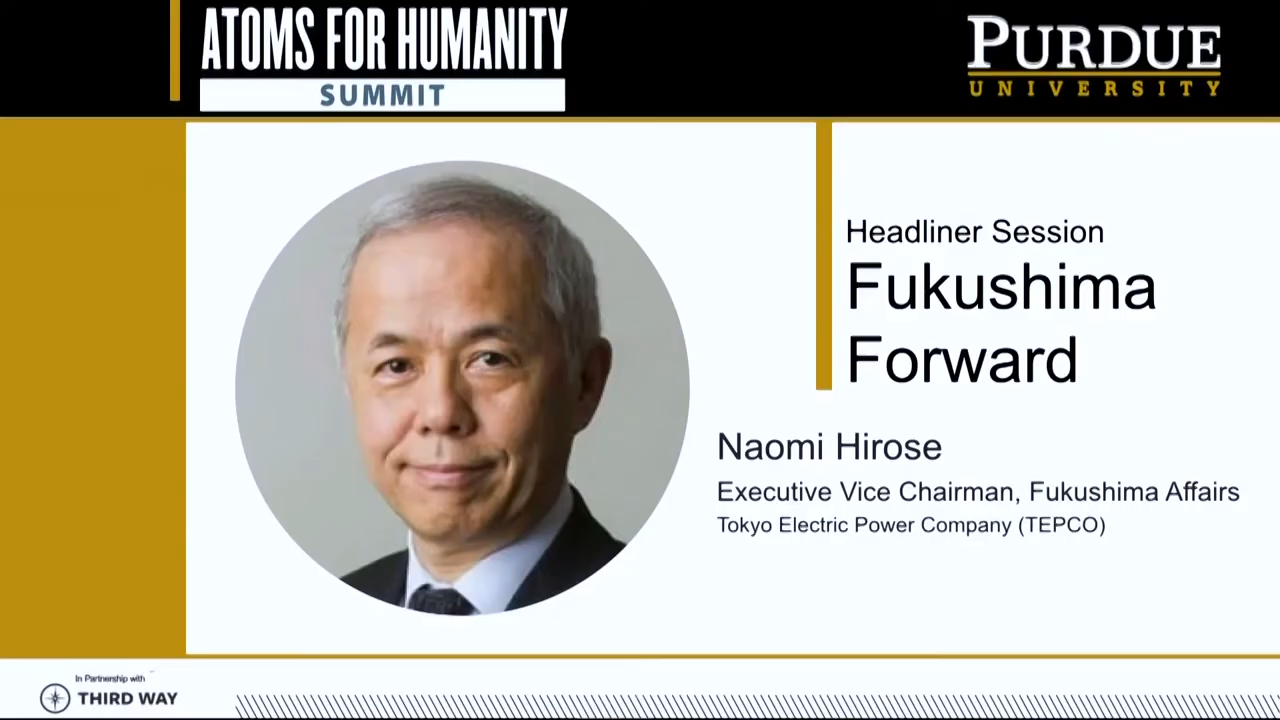 ATOMS FOR HUMANITY
SUMMIT
PURDUE
UNIVERSITY
Headliner Session
Fukushima
Forward
Naomi Hirose
Executive Vice Chairman, Fukushima Affairs
Tokyo Electric Power Company (TEPCO)
In Partnership with
THIRD WAY